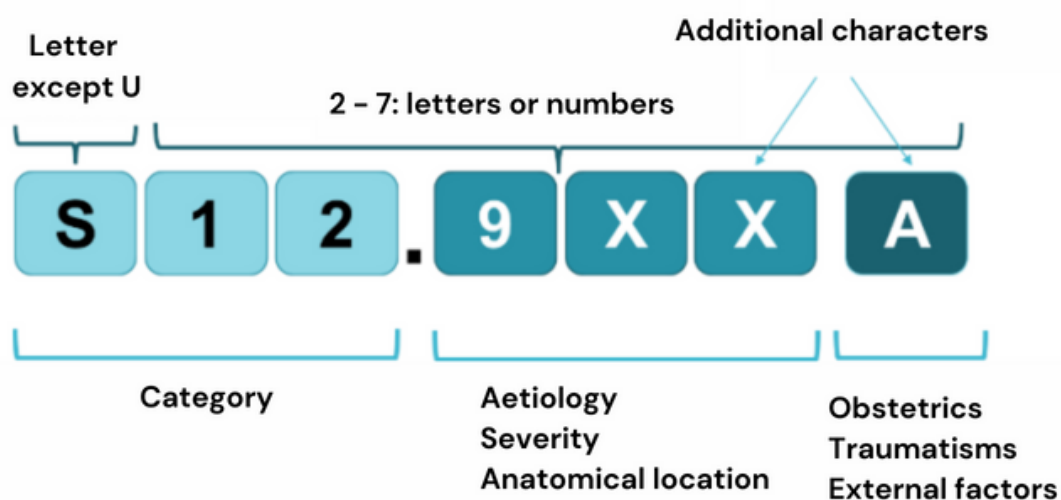 Additional characters
Letter
except U
2 – 7: letters or numbers
S 1 2 . 9 X X A
Category
Aetiology
Severity
Anatomical location
Obstetrics
Traumatisms
External factors